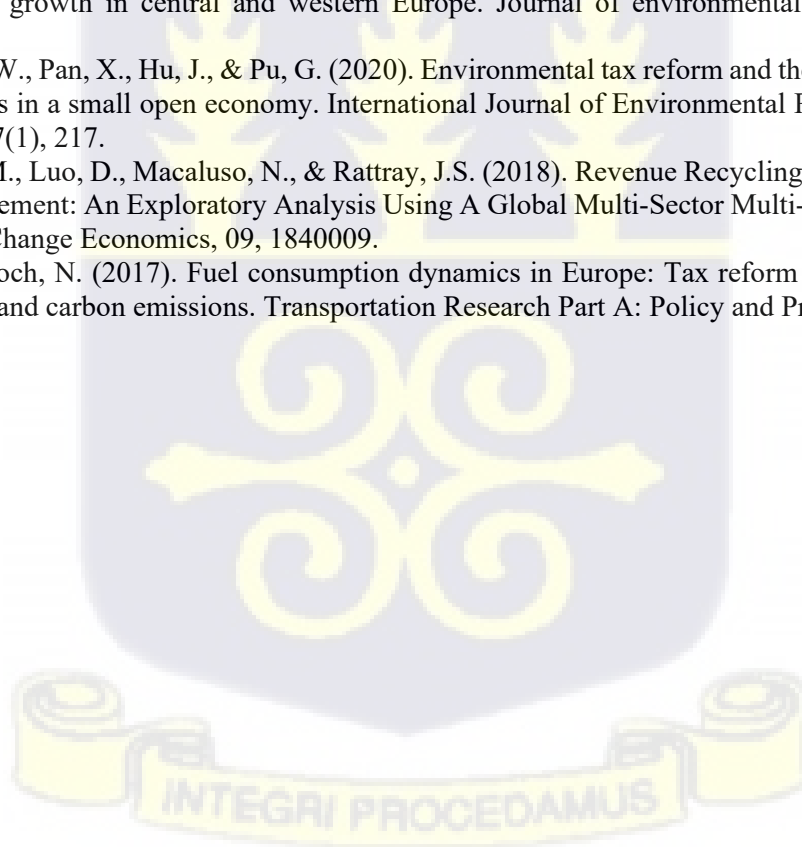 growth in central and western Europe. Journal of environmental
W., Pan, X., Hu, J., & Pu, G. (2020). Environmental tax reform and the
s in a small open economy. International Journal of Environmental
7(1), 217.
M., Luo, D., Macaluso, N., & Rattray, J.S. (2018). Revenue Recycling
ement: An Exploratory Analysis Using A Global Multi-Sector Multi-
Change Economics, 09, 1840009.
och, N. (2017). Fuel consumption dynamics in Europe: Tax reform
and carbon emissions. Transportation Research Part A: Policy and Pr
INTEGRI PROCEDAMUS